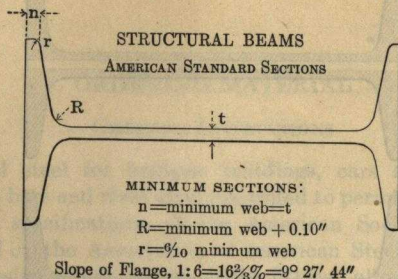 n
r
STRUCTURAL BEAMS
AMERICAN STANDARD SECTIONS
R
t
MINIMUM SECTIONS:
n=minimum web=t
R=minimum web + 0.10"
r=9/10 minimum web
Slope of Flange, 1:6=16⅔%=9° 27′ 44″